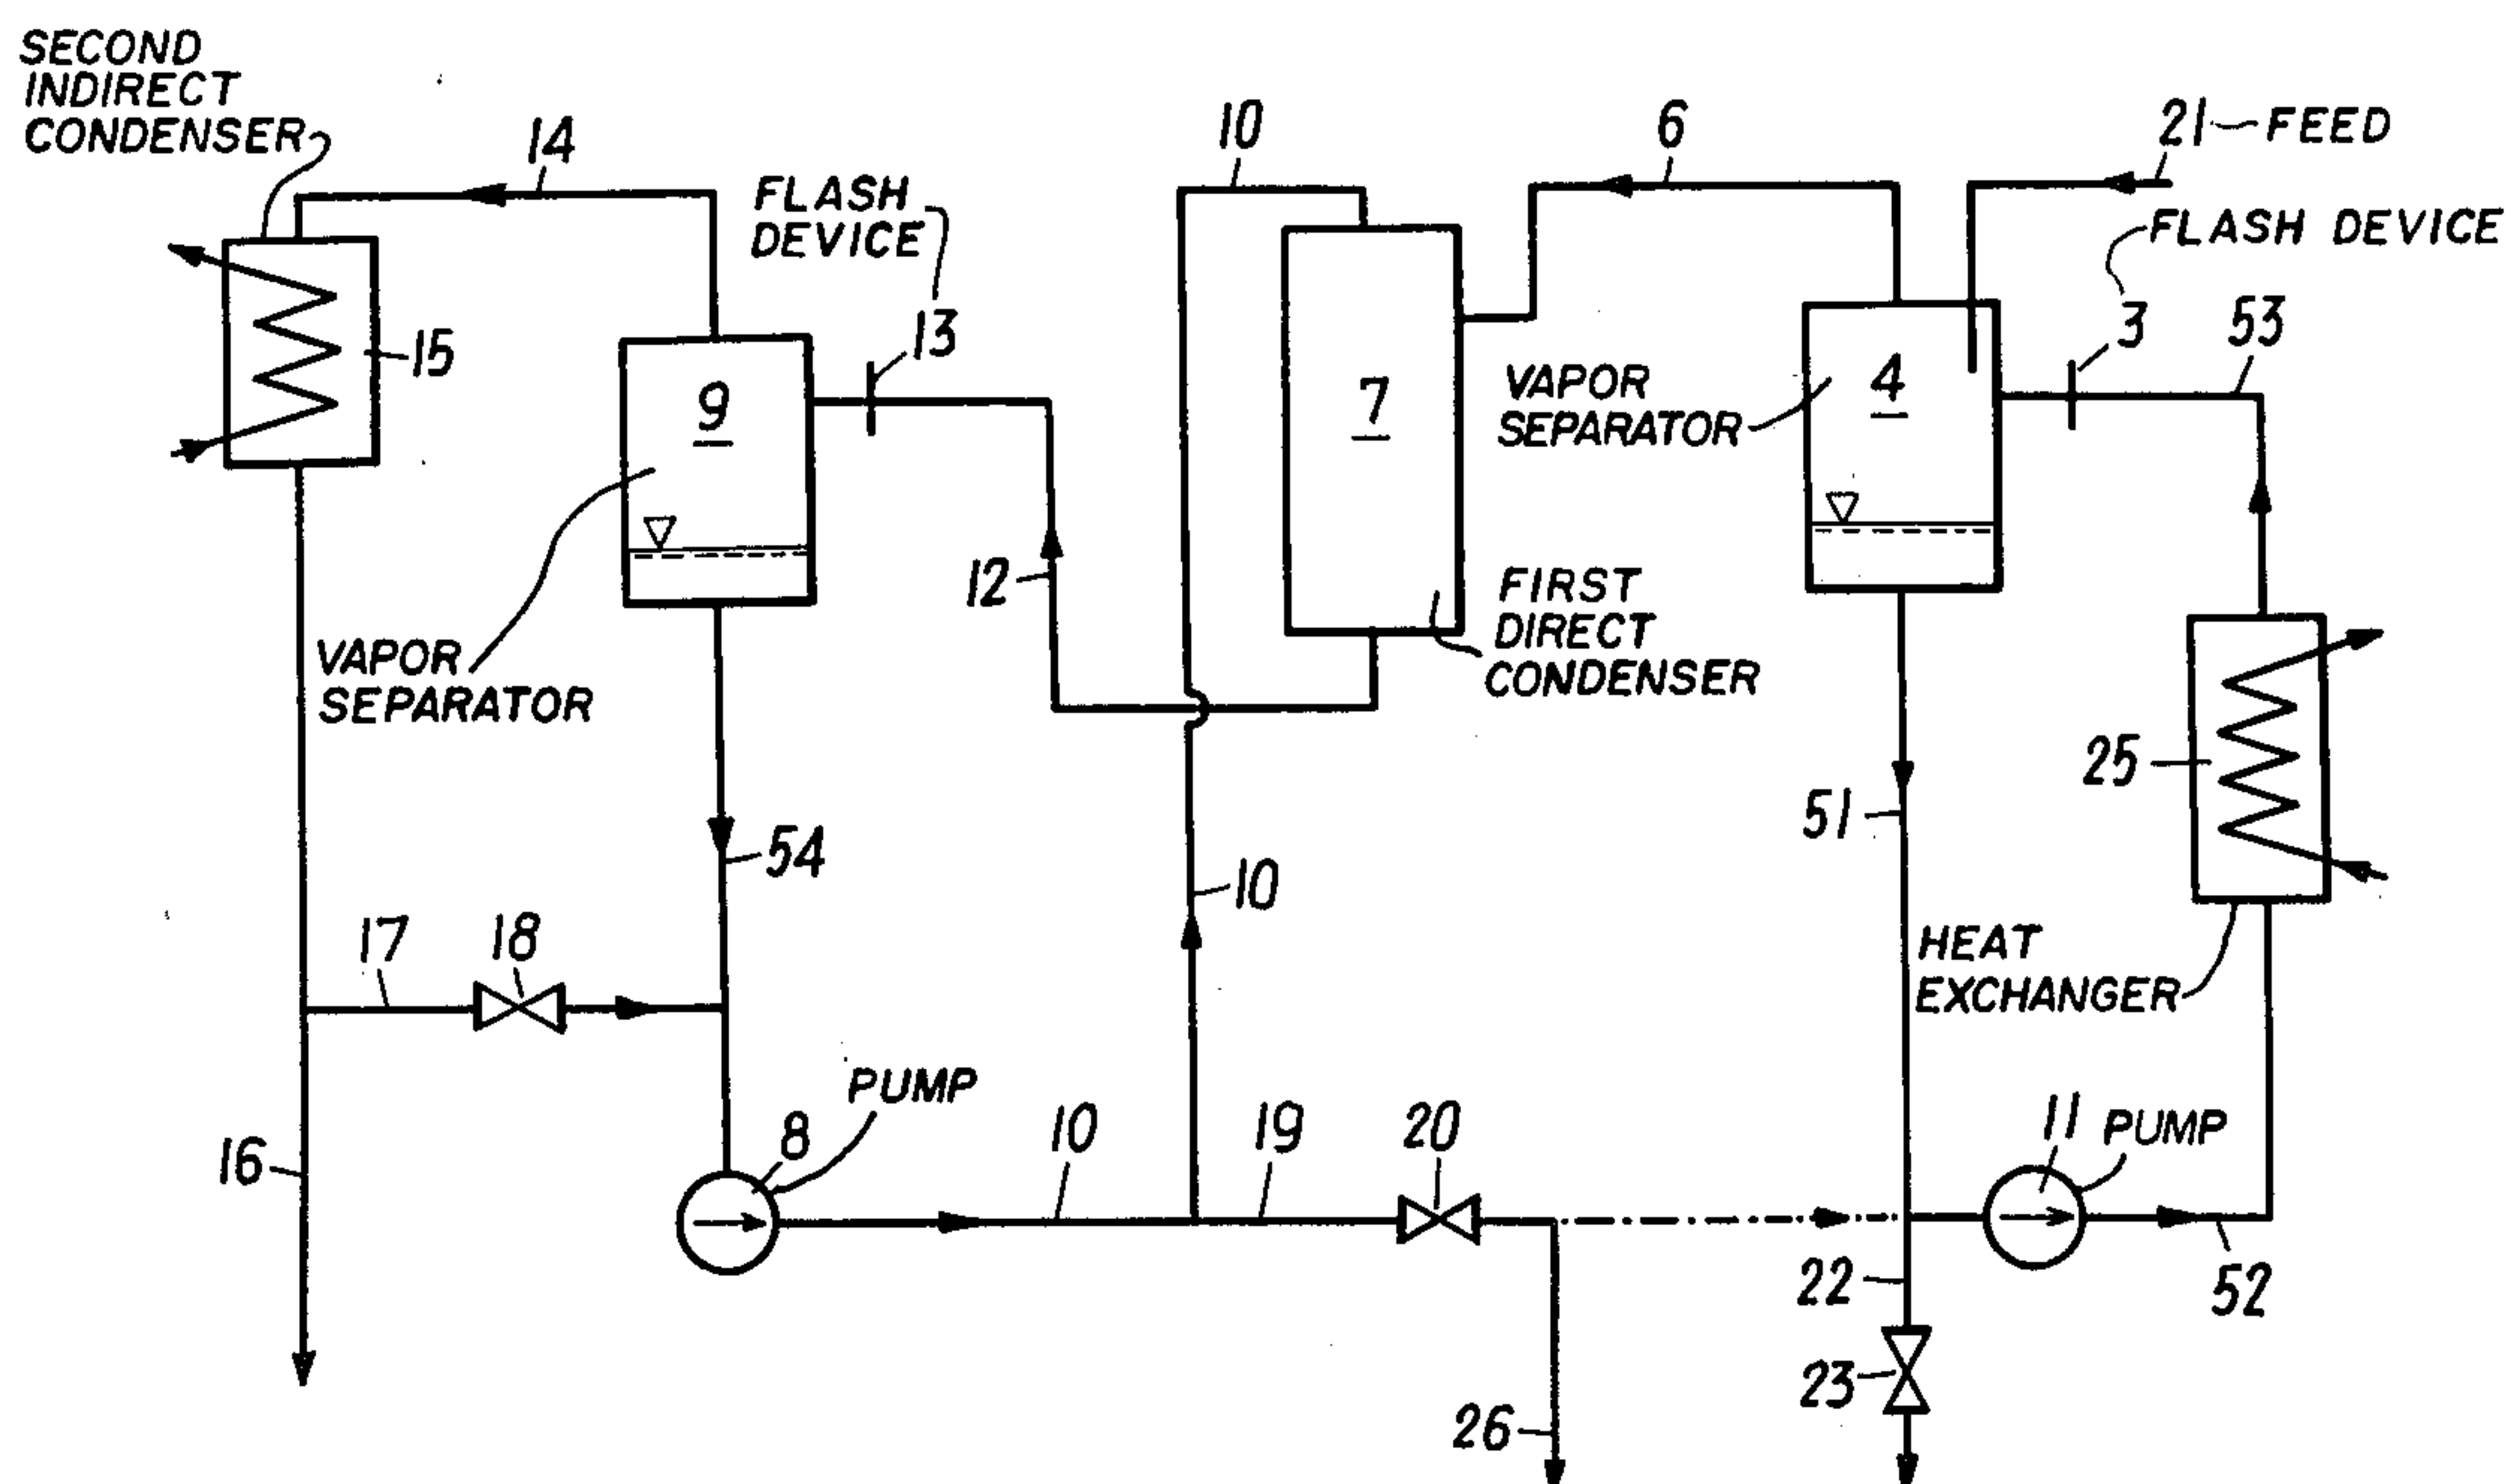 SECOND
INDIRECT
CONDENSER
14
10
6
21 FEED
FLASH
DEVICE
FLASH DEVICE
13
3
53
15
9
7
4
VAPOR
SEPARATOR
12
FIRST
DIRECT
CONDENSER
VAPOR
SEPARATOR
25
51
54
10
17
18
HEAT
EXCHANGER
PUMP
8
10
19
20
11 PUMP
16
22
52
23
26